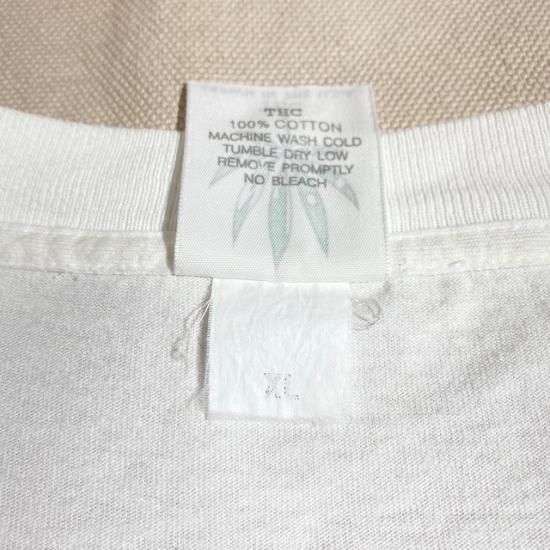 THC
100% COTTON
MACHINE WASH COLD
TUMBLE DRY LOW
REMOVE PROMPTLY
NO BLEACH
XL